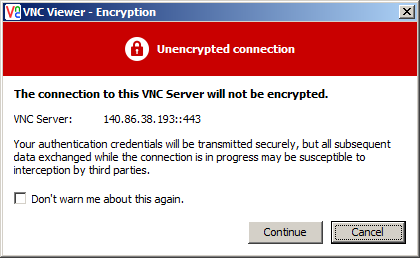 VNC Viewer - Encryption
Unencrypted connection
The connection to this VNC Server will not be encrypted.
VNC Server: 140.86.38.193::443
Your authentication credentials will be transmitted securely, but all subsequent
data exchanged while the connection is in progress may be susceptible to
interception by third parties.
Don't warn me about this again.
Continue Cancel